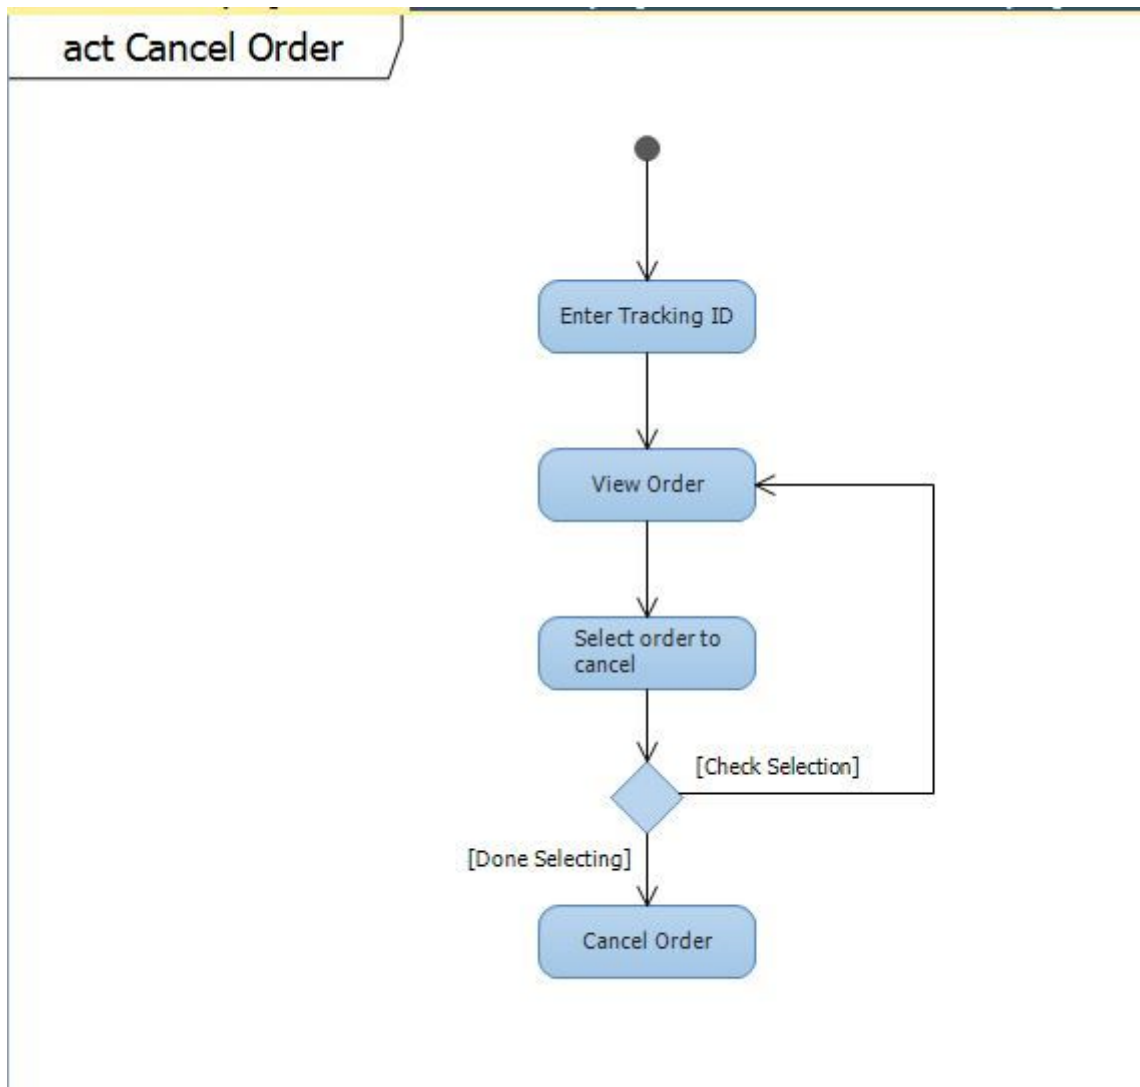 act Cancel Order
Enter Tracking ID
View Order
Select order to
cancel
[Check Selection]
[Done Selecting]
Cancel Order